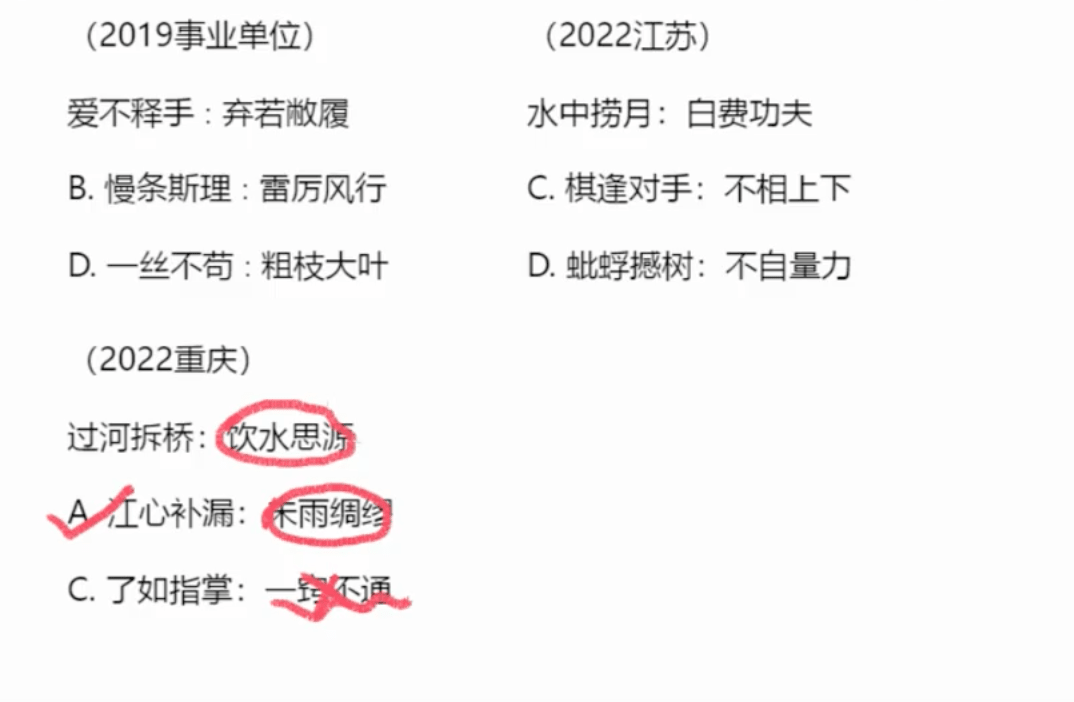 （2019事业单位）
爱不释手：弃若敝履
B. 慢条斯理：雷厉风行
D. 一丝不苟：粗枝大叶
（2022江苏）
水中捞月：白费功夫
C. 棋逢对手：不相上下
D. 蚍蜉撼树：不自量力
（2022重庆）
过河拆桥：饮水思源
A. 江心补漏：未雨绸缪
C. 了如指掌：一窍不通